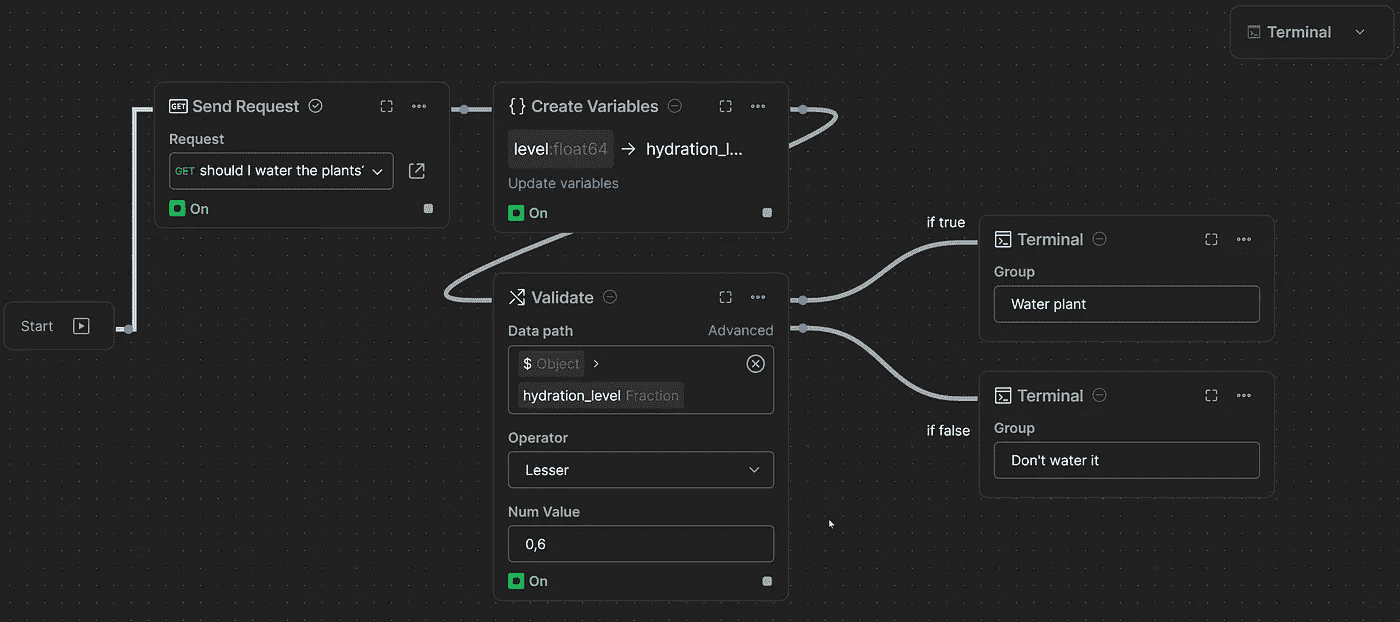 Terminal
Start
GET Send Request
Request
GET should I water the plants?
On
{} Create Variables
level:float64 → hydration_l...
Update variables
On
Validate
Data path Advanced
$ Object >
hydration_level Fraction
Operator
Lesser
Num Value
0,6
On
if true
Terminal
Group
Water plant
if false
Terminal
Group
Don't water it